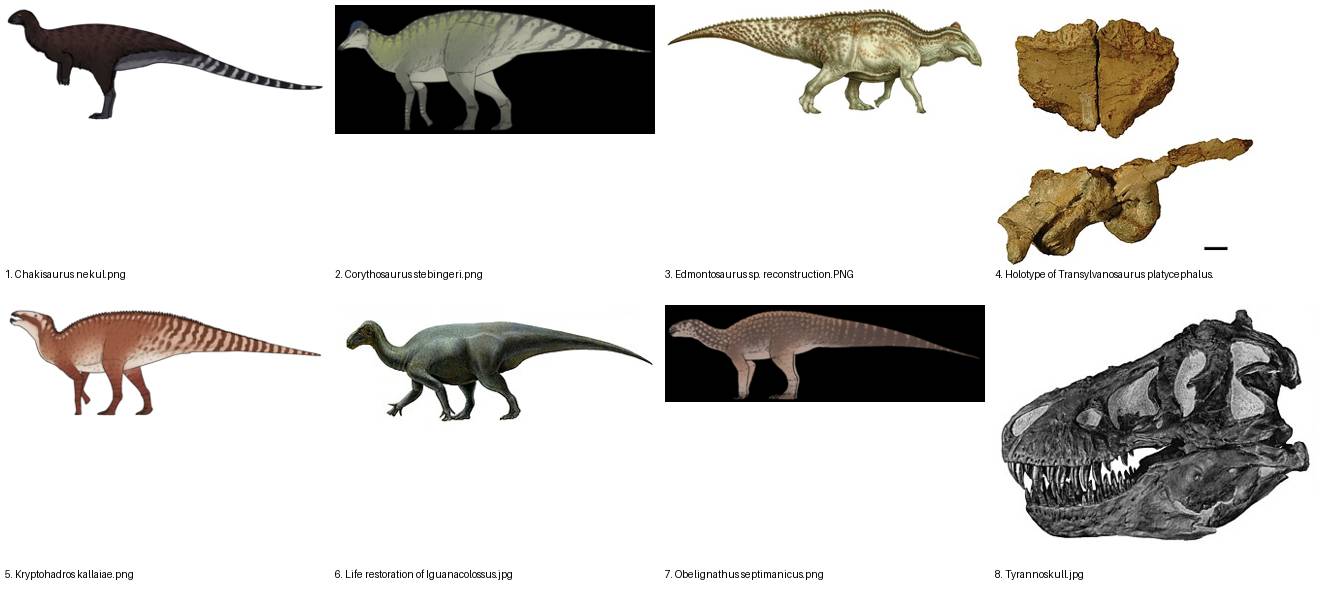 1. Chakisaurus nekul.png
2. Corythosaurus stebingeri.png
3. Edmontosaurus sp. reconstruction.PNG
4. Holotype of Transylvanosaurus platycephalus.
5. Kryptohadros kallaiae.png
6. Life restoration of Iguanacolossus.jpg
7. Obelignathus septimanicus.png
8. Tyrannoskull.jpg